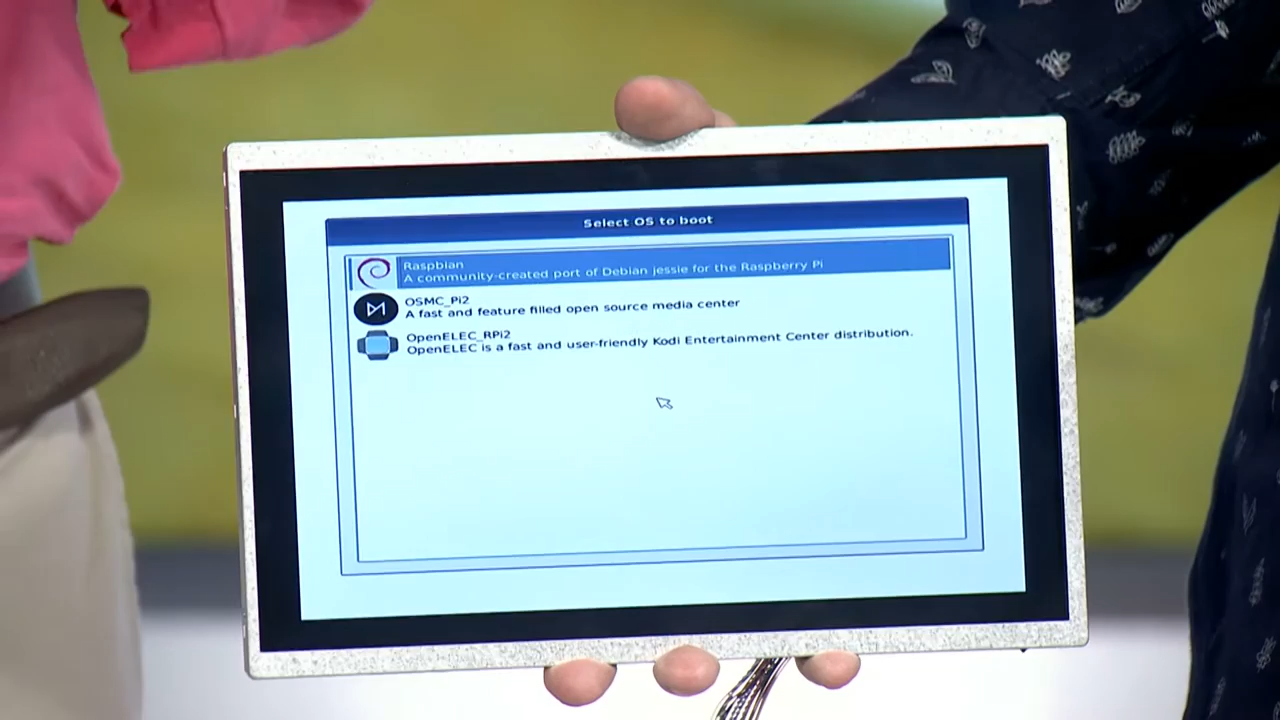 Select OS to boot
Raspbian
A community-created port of Debian jessie for the Raspberry Pi
OSMC_Pi2
A fast and feature filled open source media center
OpenELEC_RPi2
OpenELEC is a fast and user-friendly Kodi Entertainment Center distribution.